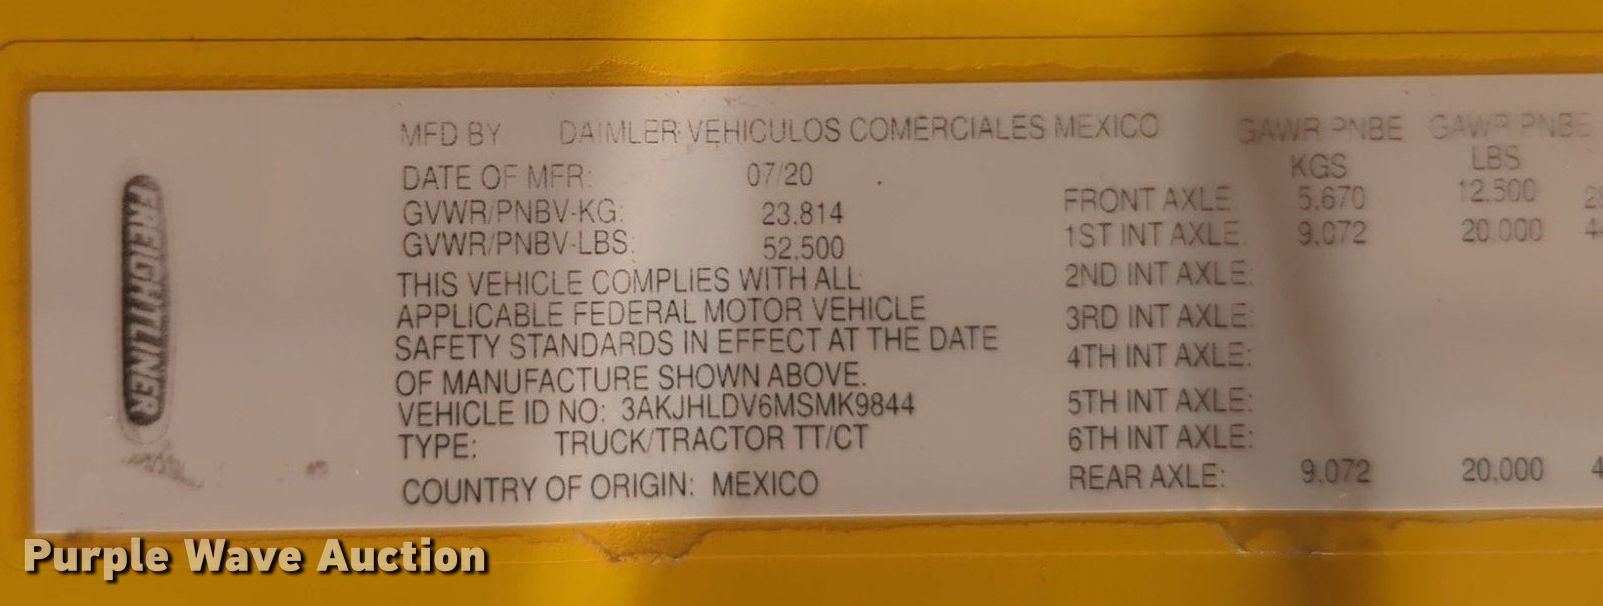 FREIGHTLINER
MFD BY DAIMLER VEHICULOS COMERCIALES MEXICO
DATE OF MFR: 07/20
GVWR/PNBV-KG: 23.814
GVWR/PNBV-LBS: 52.500
THIS VEHICLE COMPLIES WITH ALL
APPLICABLE FEDERAL MOTOR VEHICLE
SAFETY STANDARDS IN EFFECT AT THE DATE
OF MANUFACTURE SHOWN ABOVE.
VEHICLE ID NO: 3AKJHLDV6MSMK9844
TYPE: TRUCK/TRACTOR TT/CT
COUNTRY OF ORIGIN: MEXICO
GAWR PNBE GAWR PNBE
KGS LBS
FRONT AXLE 5.670 12.500
1ST INT AXLE: 9.072 20.000
2ND INT AXLE:
3RD INT AXLE:
4TH INT AXLE:
5TH INT AXLE:
6TH INT AXLE:
REAR AXLE: 9.072 20.000
Purple Wave Auction